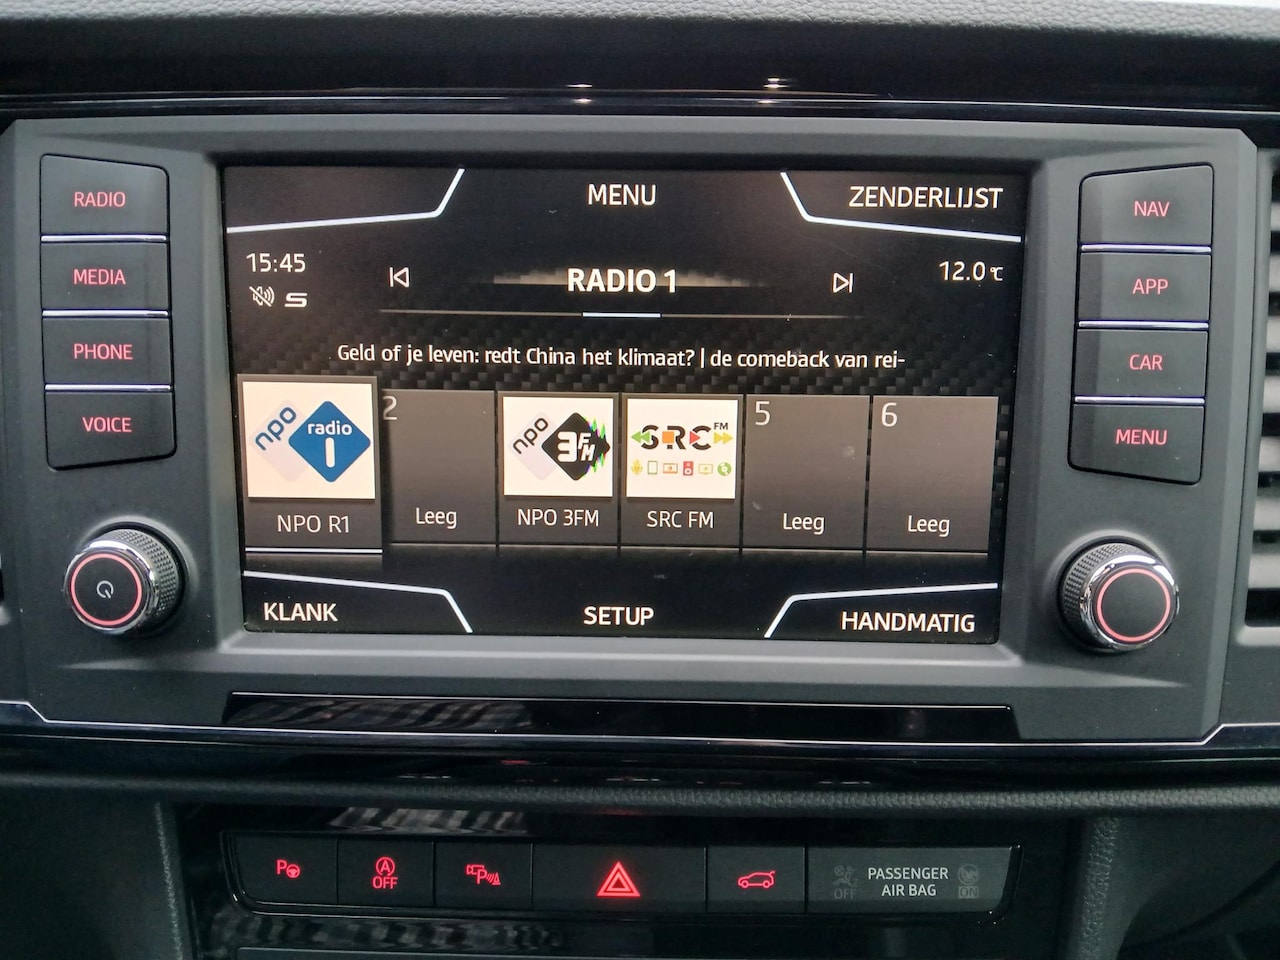 RADIO
MEDIA
PHONE
VOICE
MENU
ZENDERLIJST
15:45
S
RADIO 1
12.0℃
Geld of je leven: redt China het klimaat? | de comeback van rei-
npo
radio
1
NPO R1
2
Leeg
npo
3FM
NPO 3FM
SRC FM
SRC FM
5
Leeg
6
Leeg
KLANK
SETUP
HANDMATIG
NAV
APP
CAR
MENU
P
A
OFF
P
OFF
PASSENGER
AIR BAG
ON